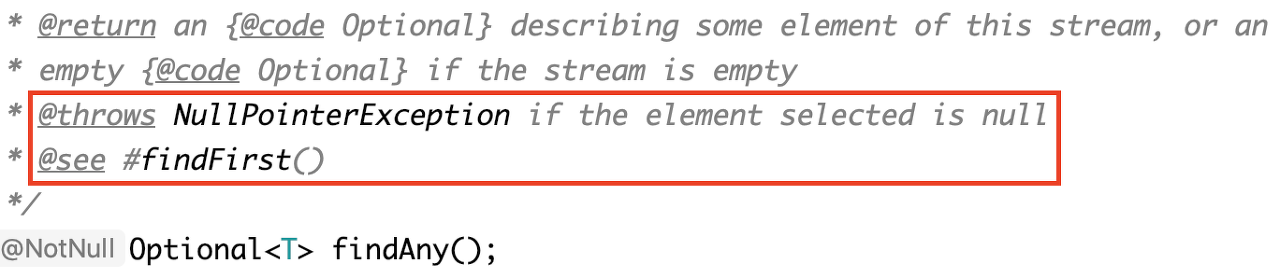 * @return an {@code Optional} describing some element of this stream, or an
* empty {@code Optional} if the stream is empty
* @throws NullPointerException if the element selected is null
* @see #findFirst()
*/
@NotNull Optional<T> findAny();